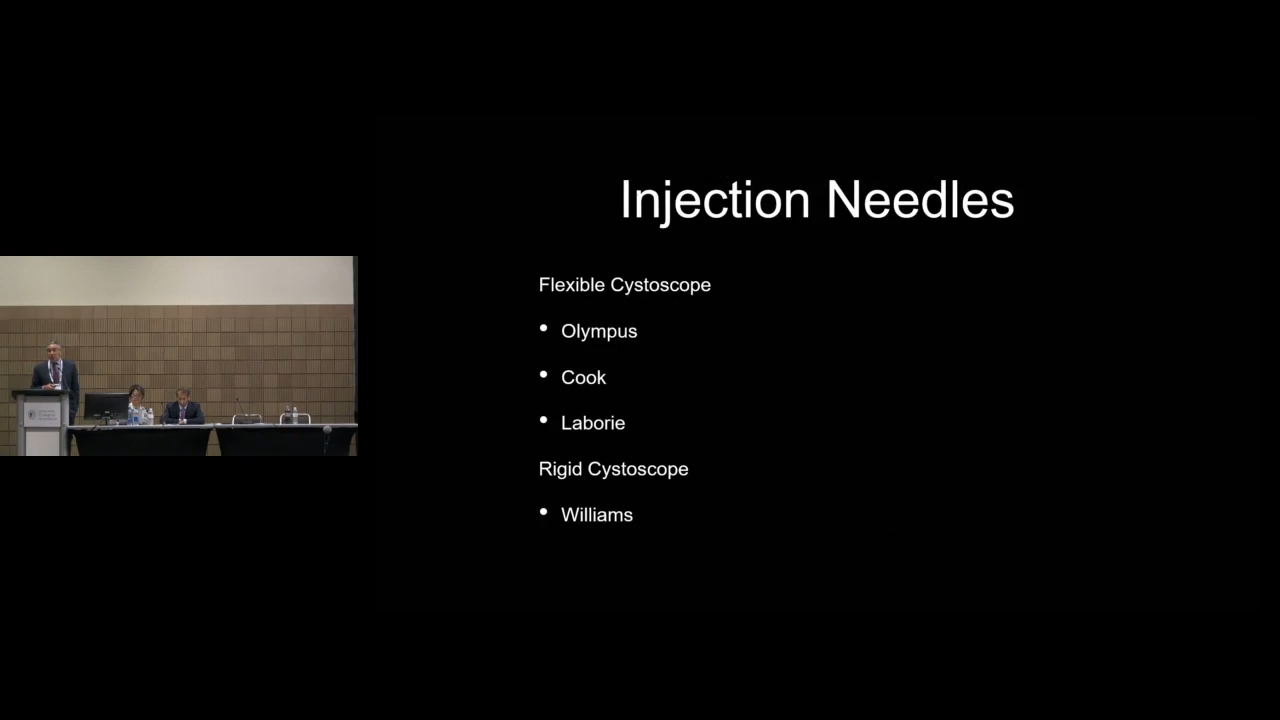 Injection Needles
Flexible Cystoscope
• Olympus
• Cook
• Laborie
Rigid Cystoscope
• Williams